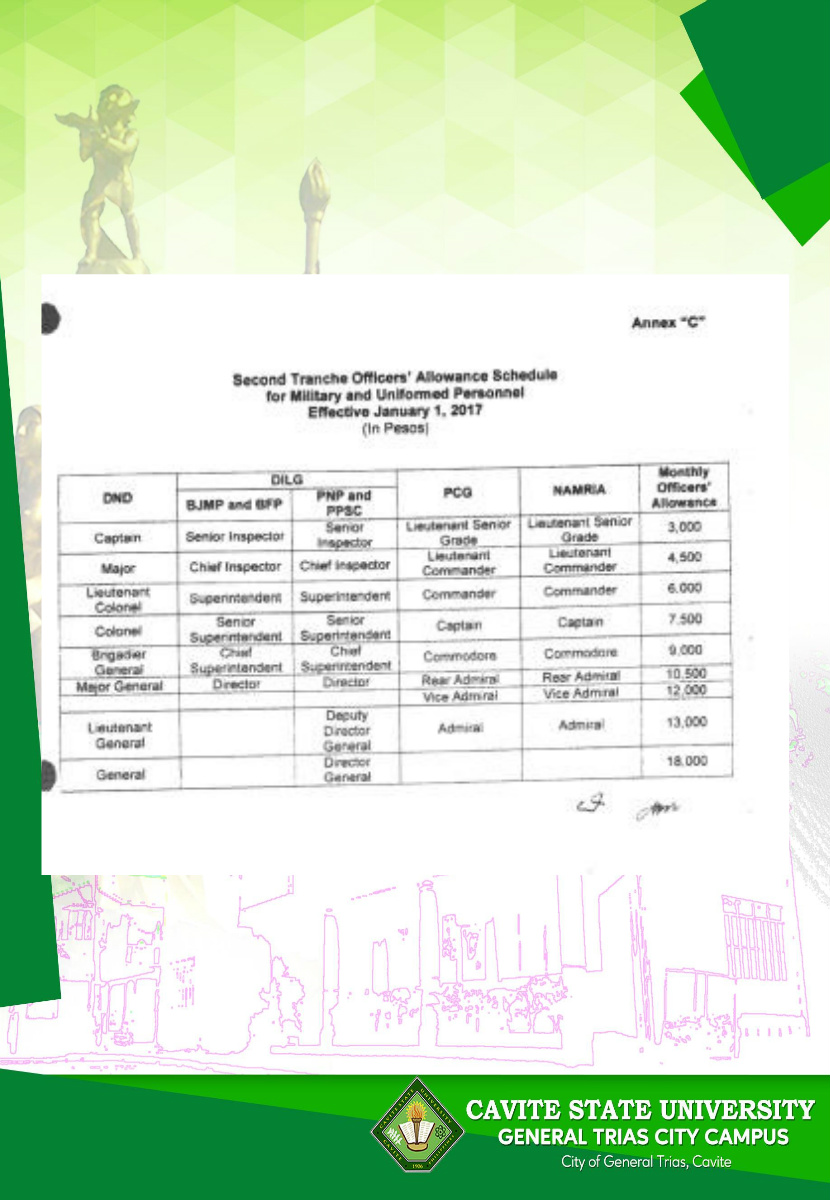 Annex "C"
Second Tranche Officers' Allowance Schedule
for Military and Uniformed Personnel
Effective January 1, 2017
(In Pesos)
DND
DILG
BJMP and BFP
PNP and
PPSC
PCG
NAMRIA
Monthly
Officers'
Allowance
Captain
Senior Inspector
Senior
Inspector
Lieutenant Senior
Grade
Lieutenant Senior
Grade
3,000
Major
Chief Inspector
Chief Inspector
Lieutenant
Commander
Lieutenant
Commander
4,500
Lieutenant
Colonel
Superintendent
Superintendent
Commander
Commander
6,000
Colonel
Senior
Superintendent
Senior
Superintendent
Captain
Captain
7,500
Brigadier
General
Chief
Superintendent
Chief
Superintendent
Commodore
Commodore
9,000
Major General
Director
Director
Rear Admiral
Rear Admiral
10,500
Vice Admiral
Vice Admiral
12,000
Lieutenant
General
Deputy
Director
General
Admiral
Admiral
13,000
General
Director
General
18,000
CAVITE STATE UNIVERSITY
GENERAL TRIAS CITY CAMPUS
City of General Trias, Cavite